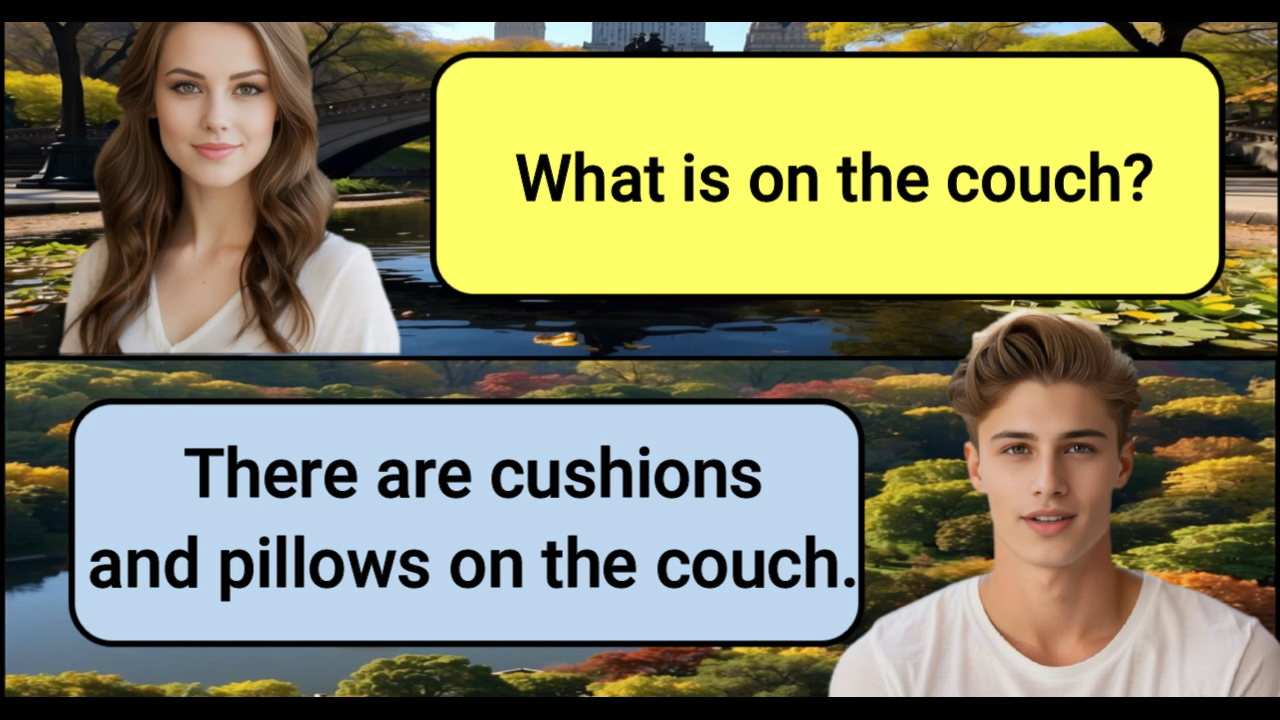 What is on the couch?
There are cushions
and pillows on the couch.